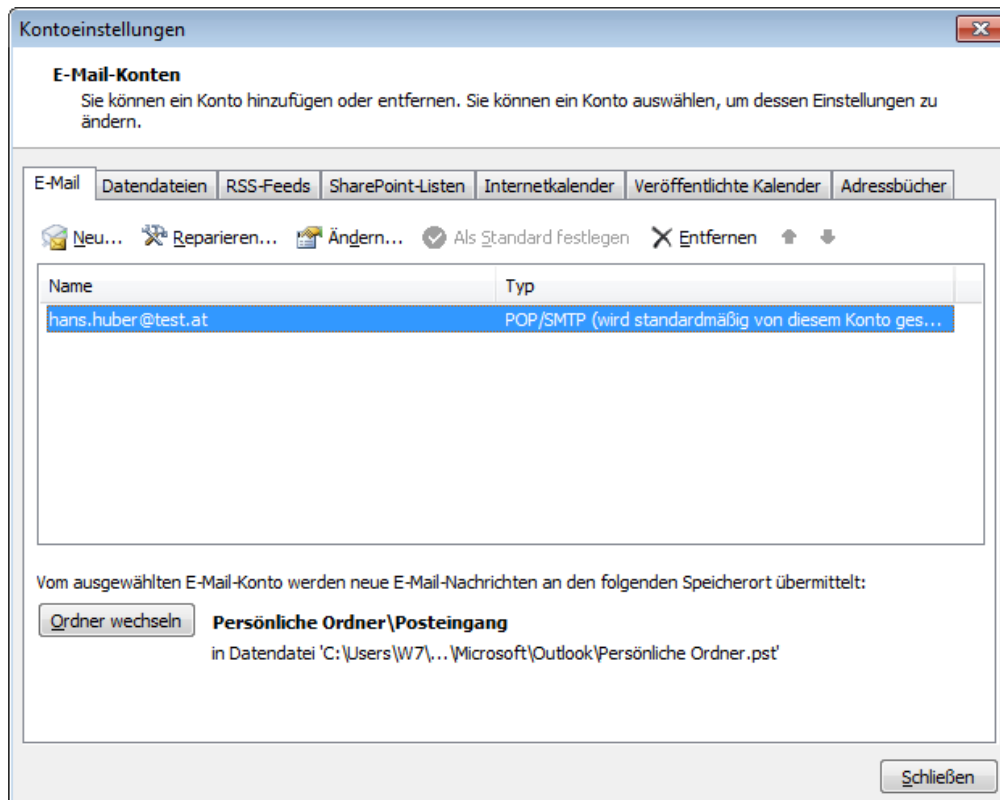 Kontoeinstellungen
E-Mail-Konten
Sie können ein Konto hinzufügen oder entfernen. Sie können ein Konto auswählen, um dessen Einstellungen zu
ändern.
E-Mail Datendateien RSS-Feeds SharePoint-Listen Internetkalender Veröffentlichte Kalender Adressbücher
Neu... Reparieren... Ändern... Als Standard festlegen Entfernen
Name Typ
hans.huber@test.at POP/SMTP (wird standardmäßig von diesem Konto ges...
Vom ausgewählten E-Mail-Konto werden neue E-Mail-Nachrichten an den folgenden Speicherort übermittelt:
Ordner wechseln Persönliche Ordner\Posteingang
in Datendatei 'C:\Users\W7\...\Microsoft\Outlook\Persönliche Ordner.pst'
Schließen